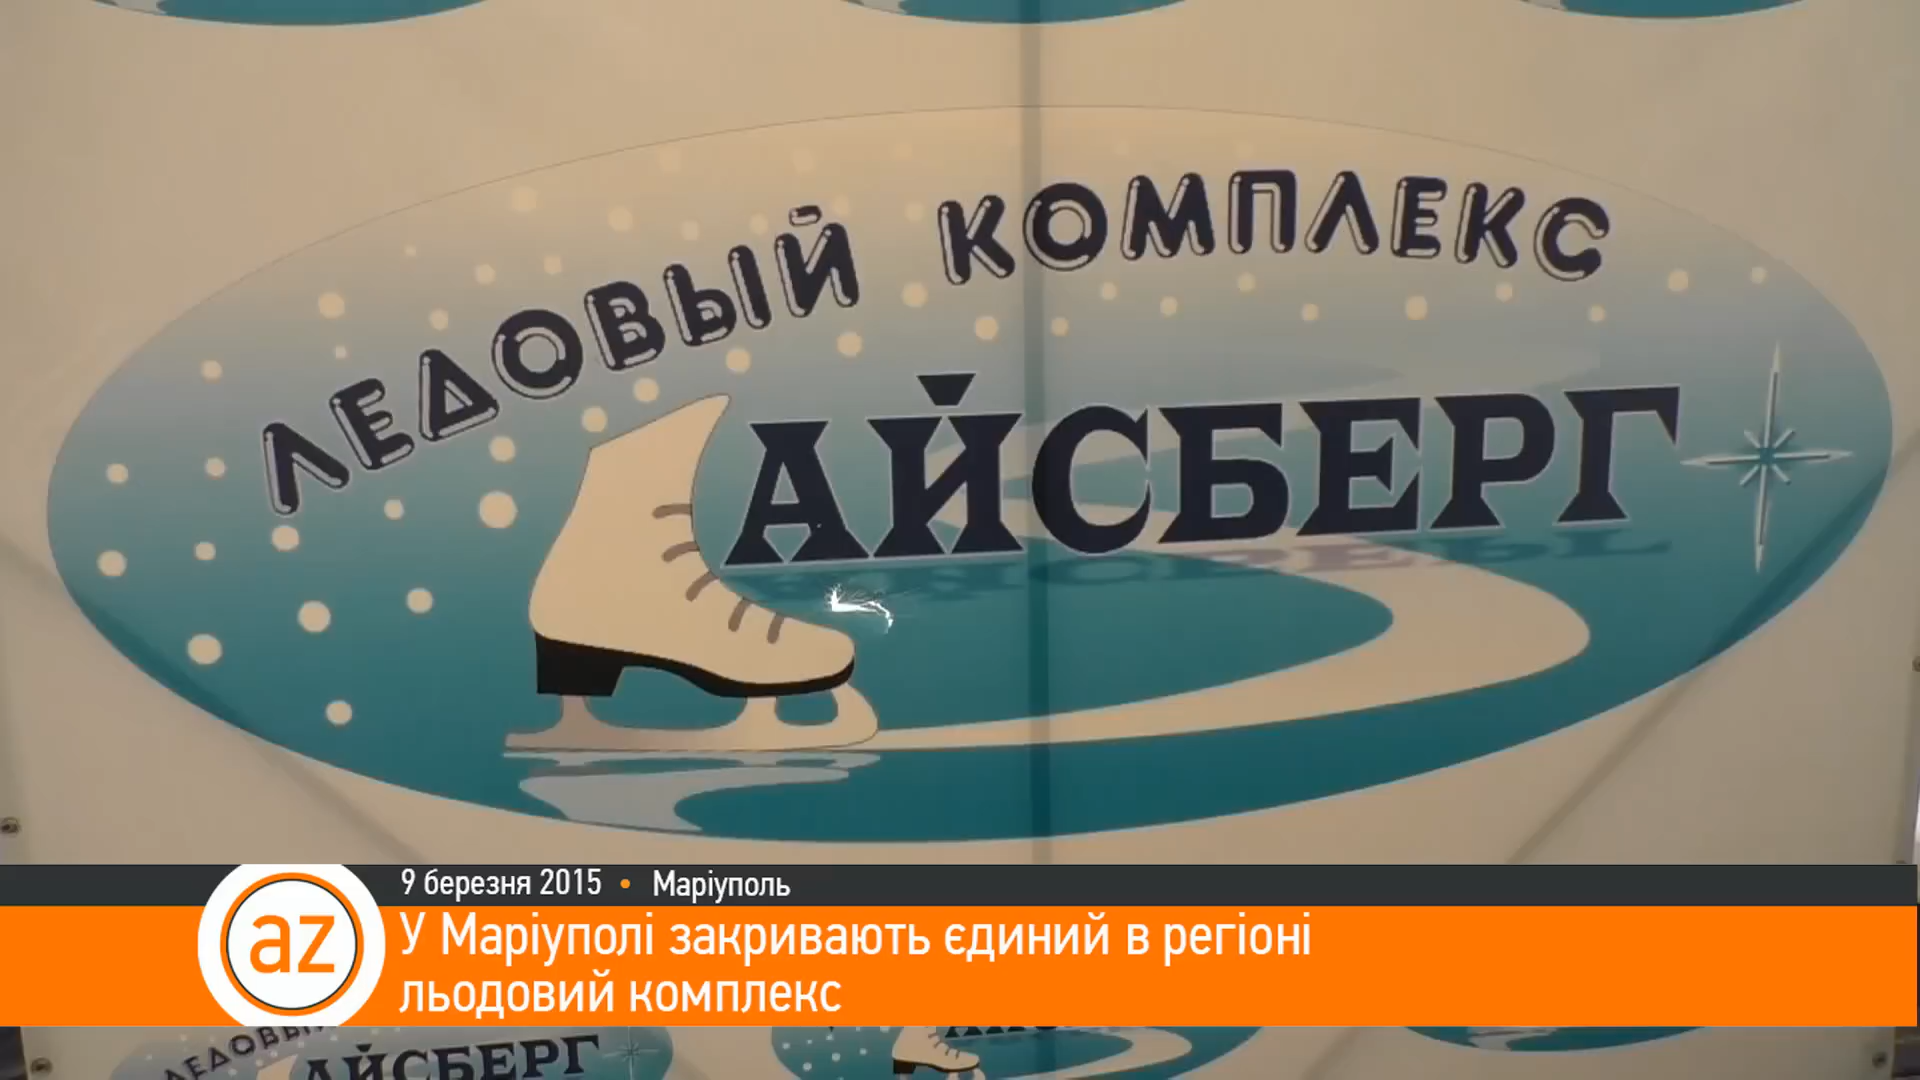 ЛЕДОВЫЙ КОМПЛЕКС
АЙСБЕРГ
9 березня 2015 • Маріуполь
az
У Маріуполі закривають єдиний в регіоні
льодовий комплекс
ЛЕДОВЫЙ
АЙСБЕРГ